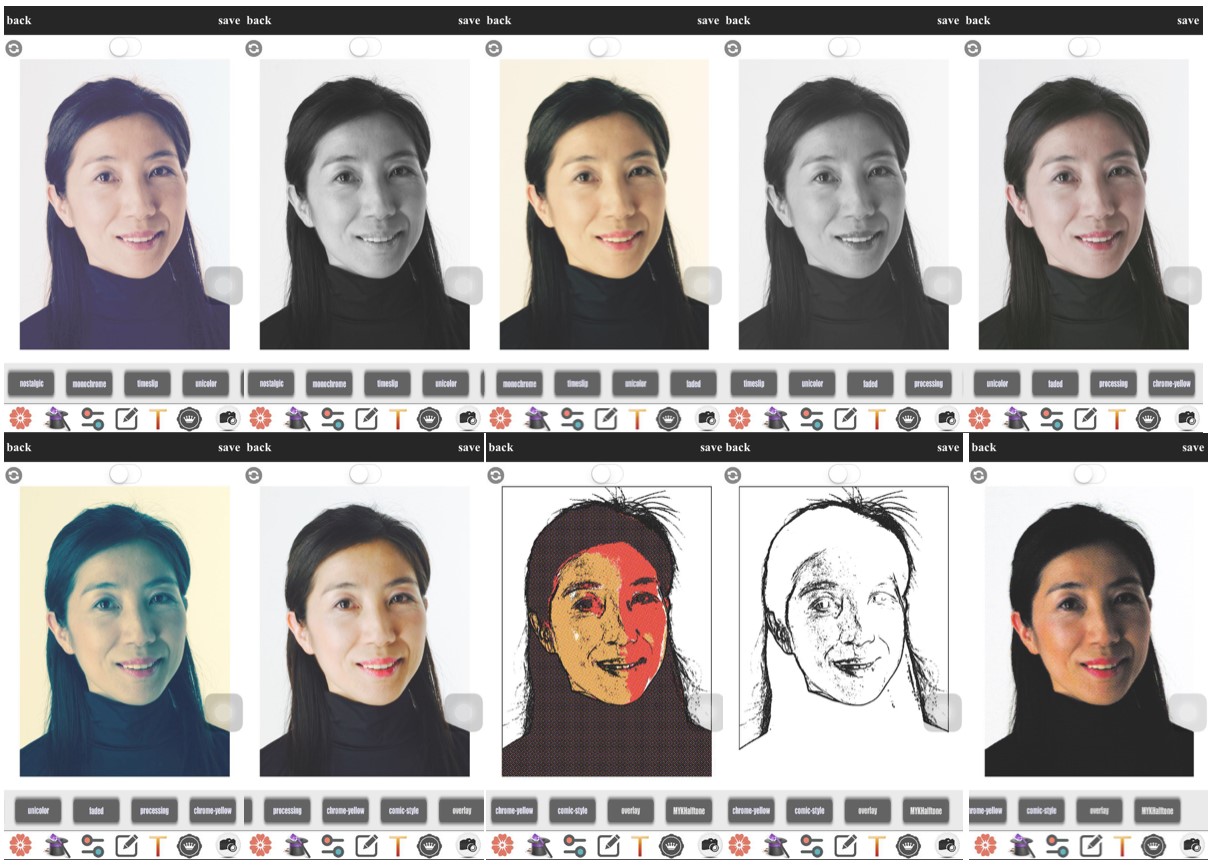 back save back save back save back save back save
nostalgic monochrome timeslip unicolor nostalgic monochrome timeslip unicolor monochrome timeslip unicolor faded timeslip unicolor faded processing unicolor faded processing chrome-yellow
T T T T T
back save back save back save back save back save
unicolor faded processing chrome-yellow processing chrome-yellow comic-style overlay chrome-yellow comic-style overlay MYKHalftone chrome-yellow comic-style overlay MYKHalftone rome-yellow comic-style overlay MYKHalftone
T T T T T